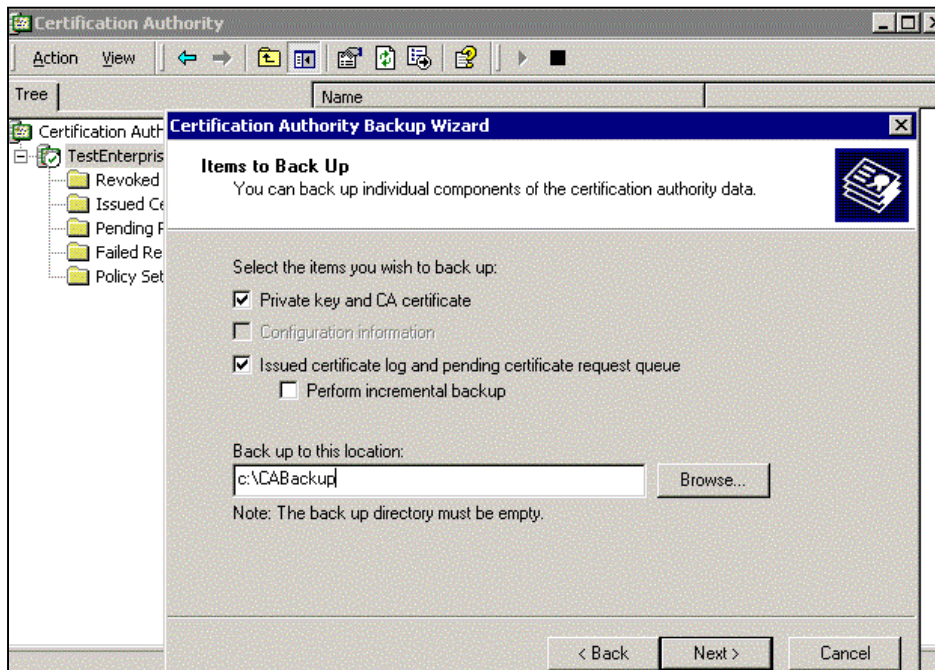 Certification Authority
Action View
Tree
Name
Certification Auth
TestEnterpris
Revoked
Issued Ce
Pending F
Failed Re
Policy Set
Certification Authority Backup Wizard
Items to Back Up
You can back up individual components of the certification authority data.
Select the items you wish to back up:
Private key and CA certificate
Configuration information
Issued certificate log and pending certificate request queue
Perform incremental backup
Back up to this location:
c:\CABackup
Browse...
Note: The back up directory must be empty.
< Back Next > Cancel